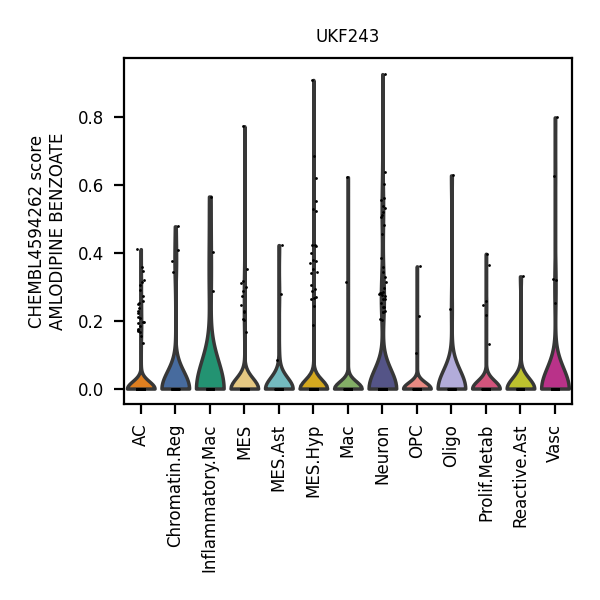 UKF243
CHEMBL4594262 score
AMLODIPINE BENZOATE
0.8
0.6
0.4
0.2
0.0
AC
Chromatin.Reg
Inflammatory.Mac
MES
MES.Ast
MES.Hyp
Mac
Neuron
OPC
Oligo
Prolif.Metab
Reactive.Ast
Vasc